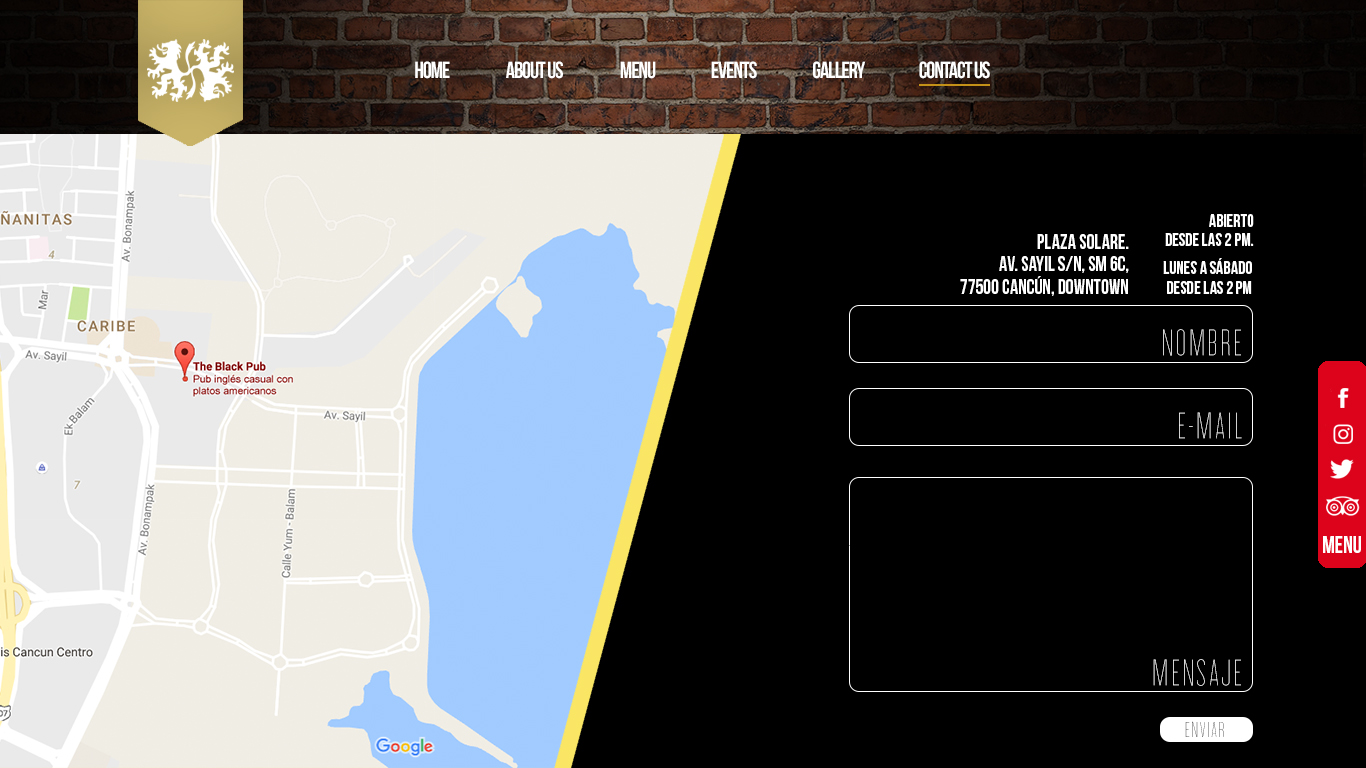 HOME ABOUT US MENU EVENTS GALLERY CONTACT US
ÑANITAS
4
Av. Bonampak
Mar
CARIBE
Av. Sayil
The Black Pub
Pub inglés casual con
platos americanos
Av. Sayil
Ek-Balam
7
Av. Bonampak
Calle Yum - Balam
is Cancun Centro
07
Google
PLAZA SOLARE.
AV. SAYIL S/N, SM 6C,
77500 CANCÚN, DOWNTOWN
ABIERTO
DESDE LAS 2 PM.
LUNES A SÁBADO
DESDE LAS 2 PM
NOMBRE
E-MAIL
MENSAJE
ENVIAR
MENU